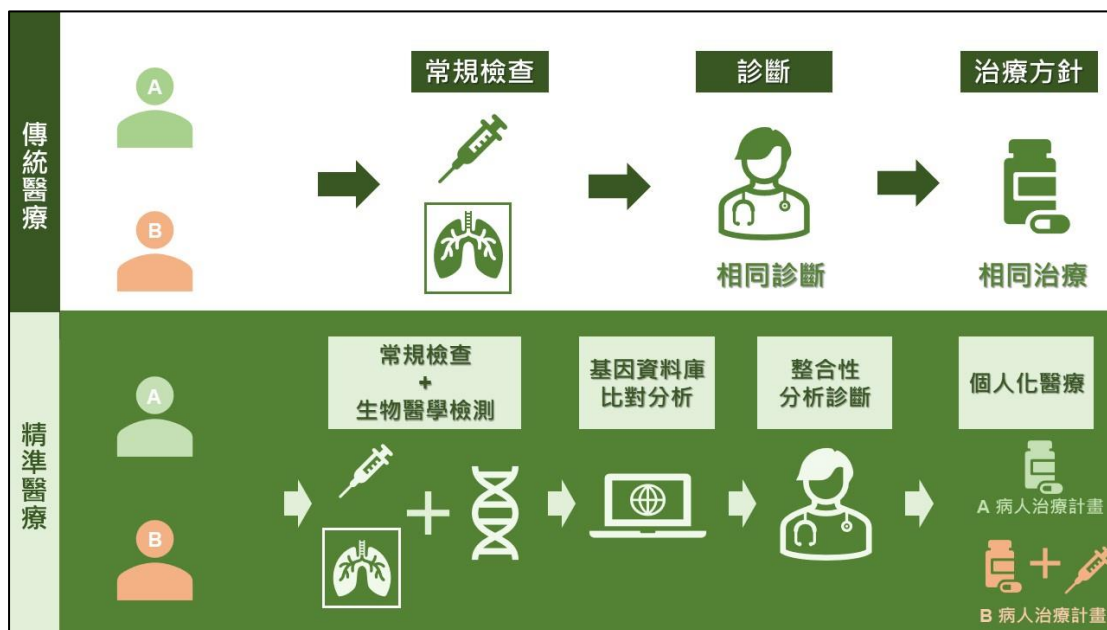 傳統醫療
A
B
常規檢查
診斷
治療方針
相同診斷
相同治療
精準醫療
A
B
常規檢查
+
生物醫學檢測
基因資料庫
比對分析
整合性
分析診斷
個人化醫療
A 病人治療計畫
B 病人治療計畫